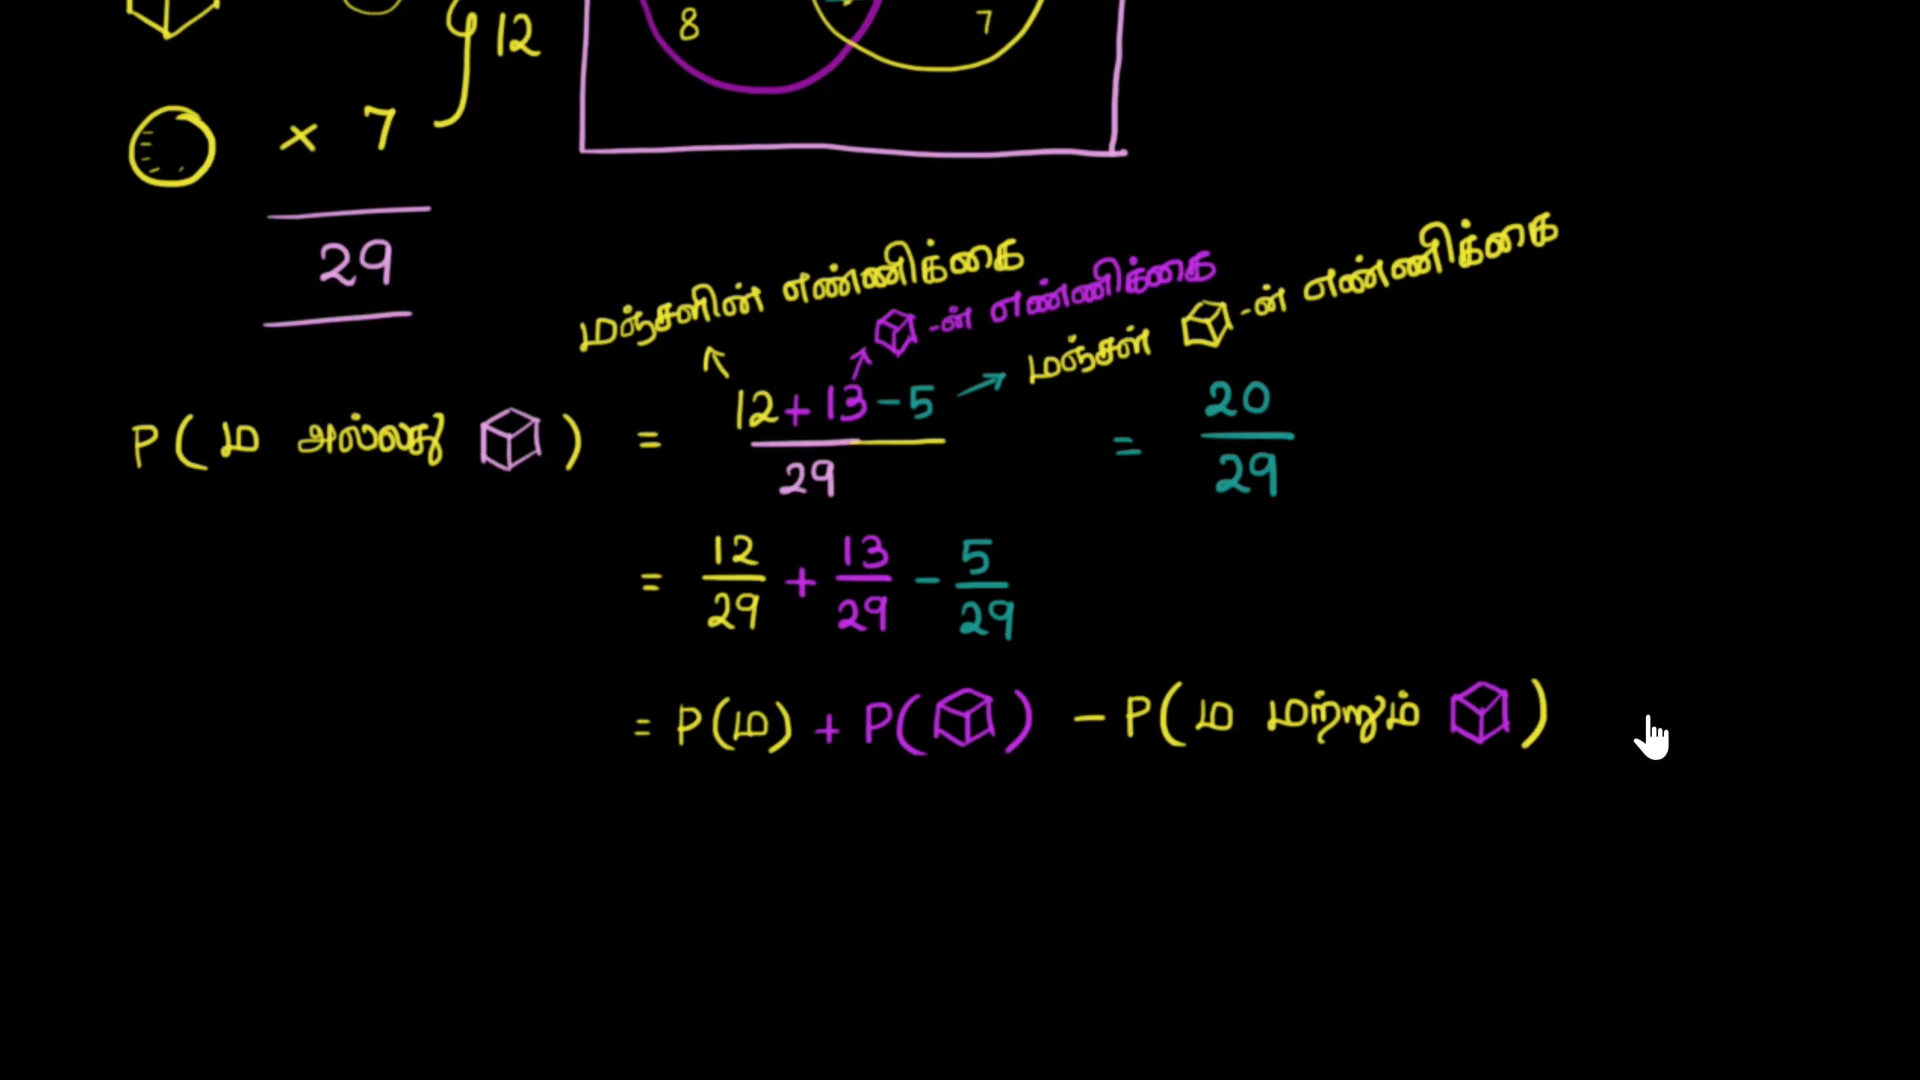 12
8
7
× 7
29
மஞ்சளின் எண்ணிக்கை
-ன் எண்ணிக்கை
மஞ்சள் -ன் எண்ணிக்கை
P(ம அல்லது ) = 12 + 13 - 5 / 29 = 20 / 29
= 12/29 + 13/29 - 5/29
= P(ம) + P( ) - P(ம மற்றும் )